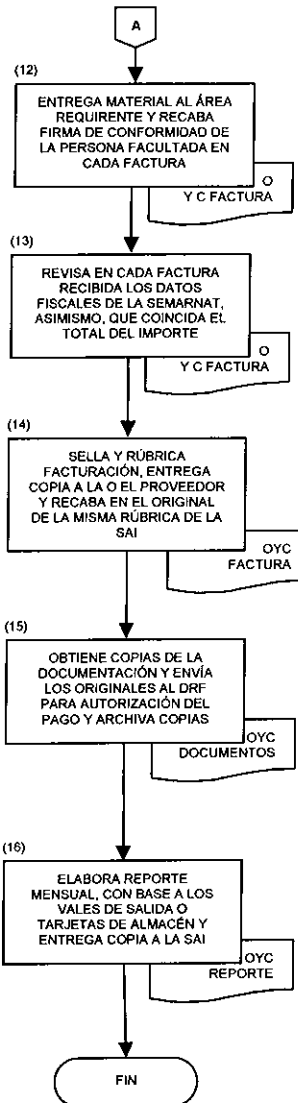 A
(12)
ENTREGA MATERIAL AL ÁREA
REQUIRENTE Y RECABA
FIRMA DE CONFORMIDAD DE
LA PERSONA FACULTADA EN
CADA FACTURA
O
Y C FACTURA
(13)
REVISA EN CADA FACTURA
RECIBIDA LOS DATOS
FISCALES DE LA SEMARNAT,
ASIMISMO, QUE COINCIDA EL
TOTAL DEL IMPORTE
O
Y C FACTURA
(14)
SELLA Y RÚBRICA
FACTURACIÓN, ENTREGA
COPIA A LA O EL PROVEEDOR
Y RECABA EN EL ORIGINAL
DE LA MISMA RÚBRICA DE LA
SAI
OYC
FACTURA
(15)
OBTIENE COPIAS DE LA
DOCUMENTACIÓN Y ENVÍA
LOS ORIGINALES AL DRF
PARA AUTORIZACIÓN DEL
PAGO Y ARCHIVA COPIAS
OYC
DOCUMENTOS
(16)
ELABORA REPORTE
MENSUAL, CON BASE A LOS
VALES DE SALIDA O
TARJETAS DE ALMACÉN Y
ENTREGA COPIA A LA SAI
OYC
REPORTE
FIN